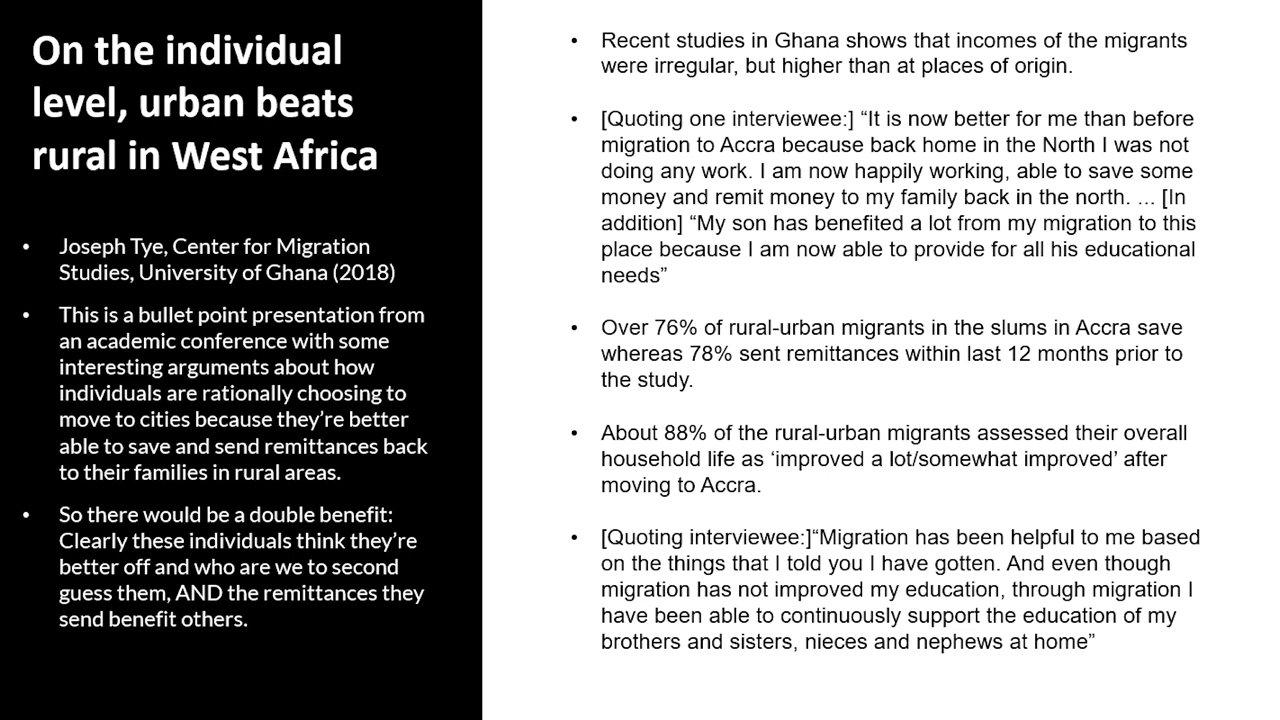 On the individual
level, urban beats
rural in West Africa
• Joseph Tye, Center for Migration
Studies, University of Ghana (2018)
• This is a bullet point presentation from
an academic conference with some
interesting arguments about how
individuals are rationally choosing to
move to cities because they’re better
able to save and send remittances back
to their families in rural areas.
• So there would be a double benefit:
Clearly these individuals think they’re
better off and who are we to second
guess them, AND the remittances they
send benefit others.
• Recent studies in Ghana shows that incomes of the migrants
were irregular, but higher than at places of origin.
• [Quoting one interviewee:] “It is now better for me than before
migration to Accra because back home in the North I was not
doing any work. I am now happily working, able to save some
money and remit money to my family back in the north. ... [In
addition] “My son has benefited a lot from my migration to this
place because I am now able to provide for all his educational
needs”
• Over 76% of rural-urban migrants in the slums in Accra save
whereas 78% sent remittances within last 12 months prior to
the study.
• About 88% of the rural-urban migrants assessed their overall
household life as ‘improved a lot/somewhat improved’ after
moving to Accra.
• [Quoting interviewee:]“Migration has been helpful to me based
on the things that I told you I have gotten. And even though
migration has not improved my education, through migration I
have been able to continuously support the education of my
brothers and sisters, nieces and nephews at home”